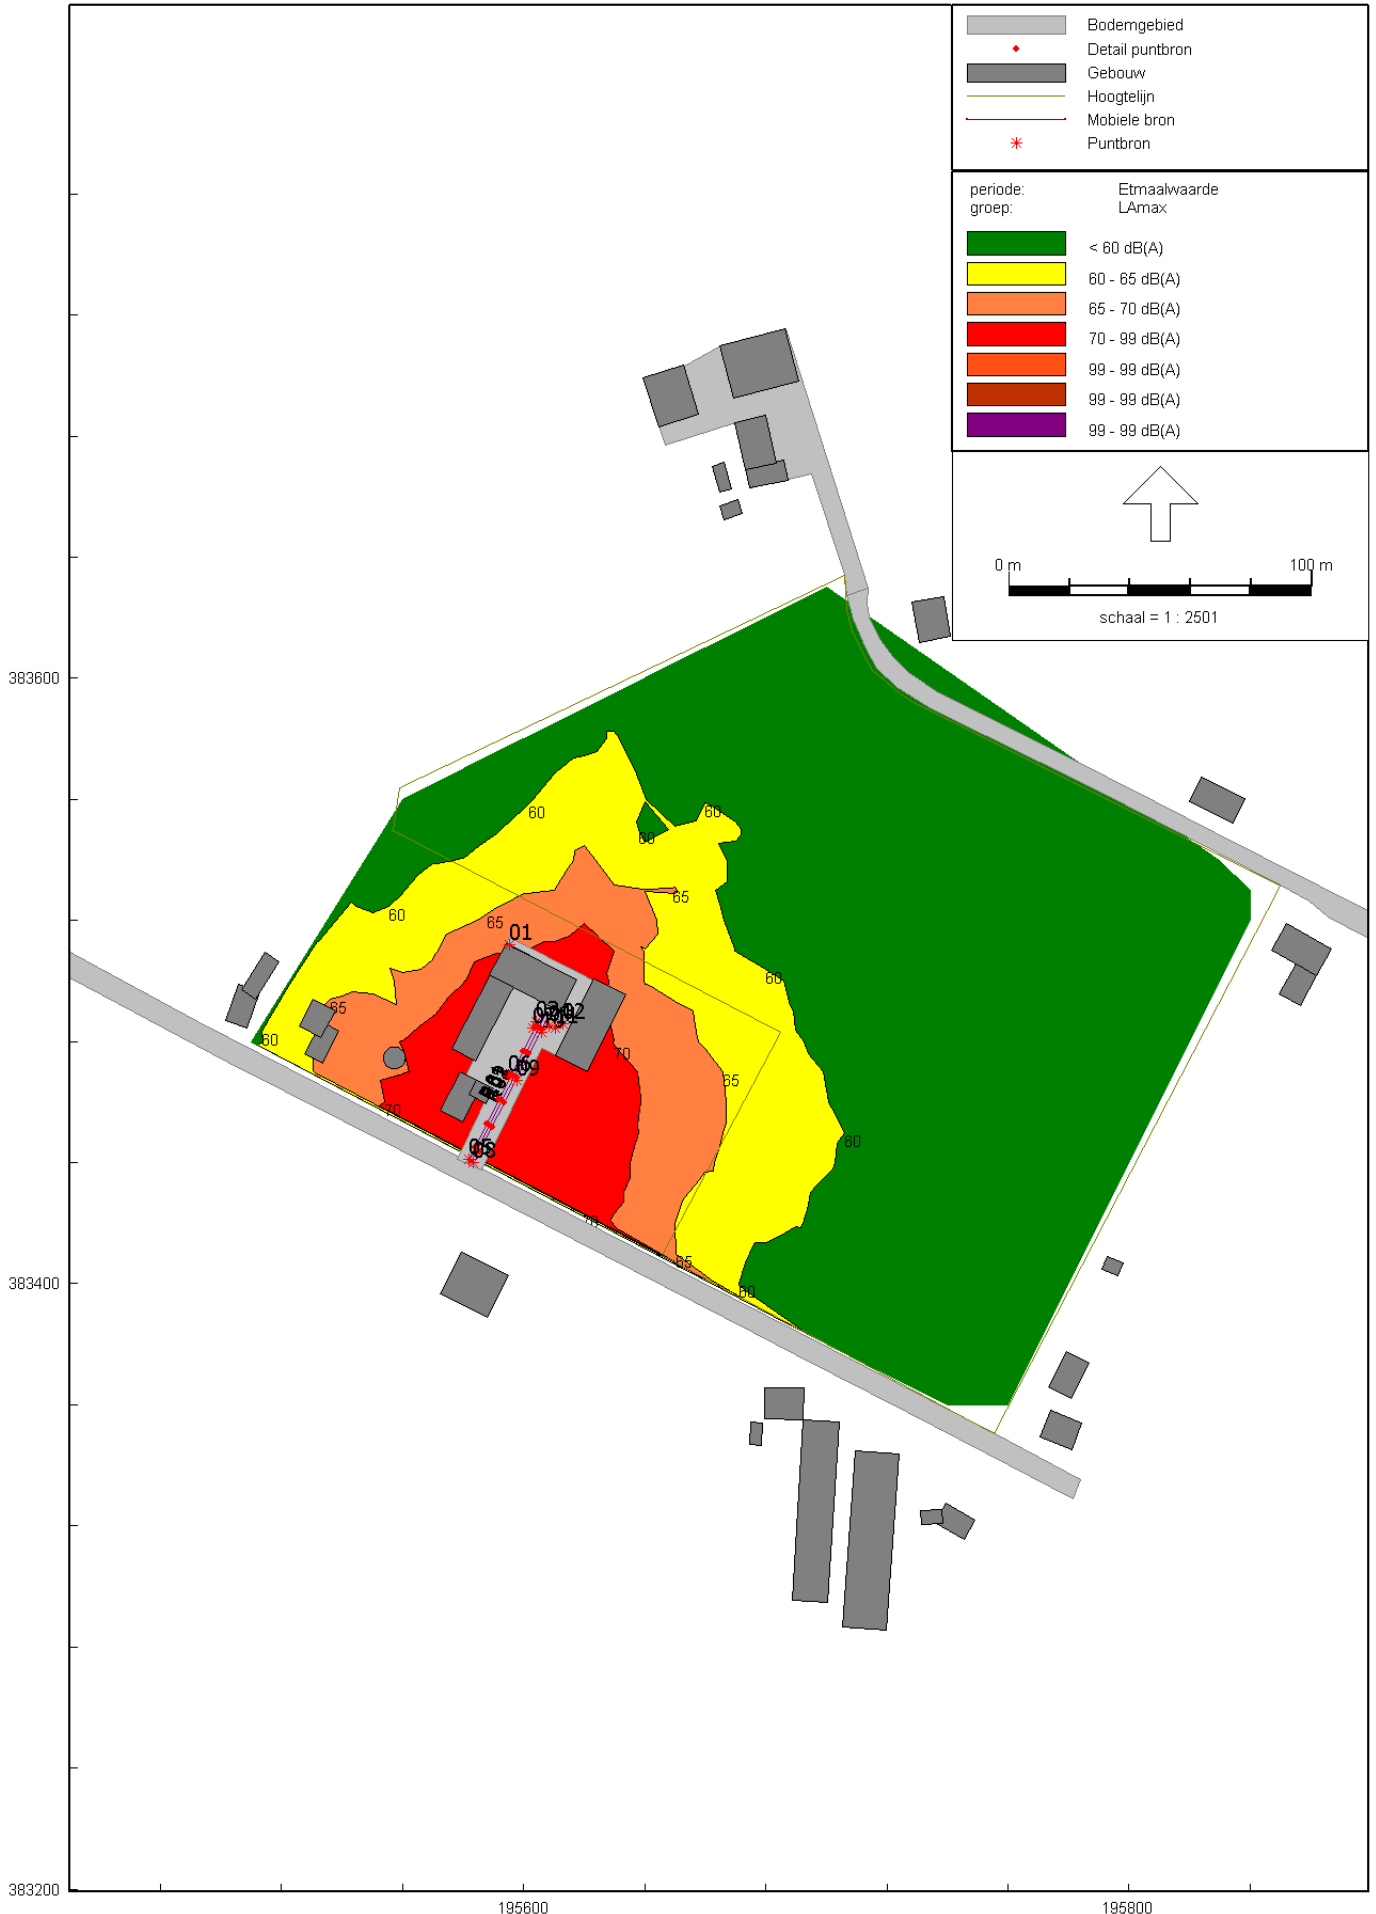 Bodemgebied
Detail puntbron
Gebouw
Hoogtelijn
Mobiele bron
Puntbron
periode: Etmaalwaarde
groep: LAmax
< 60 dB(A)
60 - 65 dB(A)
65 - 70 dB(A)
70 - 99 dB(A)
99 - 99 dB(A)
99 - 99 dB(A)
99 - 99 dB(A)
0 m 100 m
schaal = 1 : 2501
383600
60
60
60
65
60
65
01
60
65
02
60
70
65
06
09
70
60
05
08
70
65
60
383400
383200
195600 195800